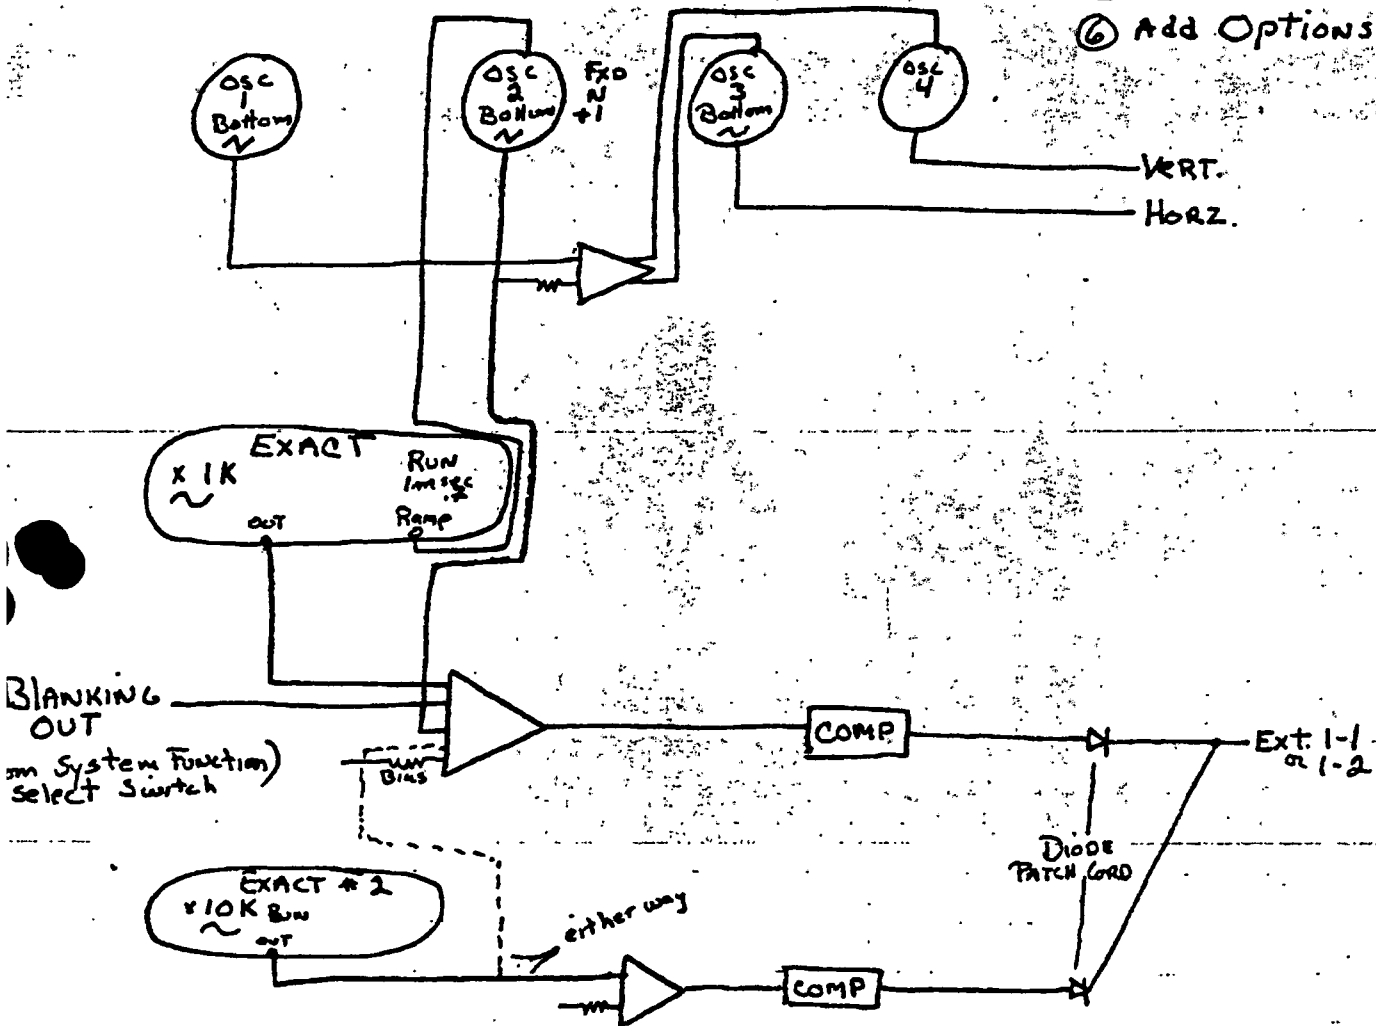 ⑥ Add Options
OSC
1
Bottom
OSC
2
Bottom
FXD
N
+1
OSC
3
Bottom
OSC
4
VERT.
HORZ.
EXACT
x 1K
RUN
1msec
OUT
Ramp
BLANKING
OUT
om System Function)
Select Switch
Bias
COMP
Ext. 1-1
or 1-2
DIODE
PATCH CORD
EXACT # 2
x 10K
OUT
either way
COMP